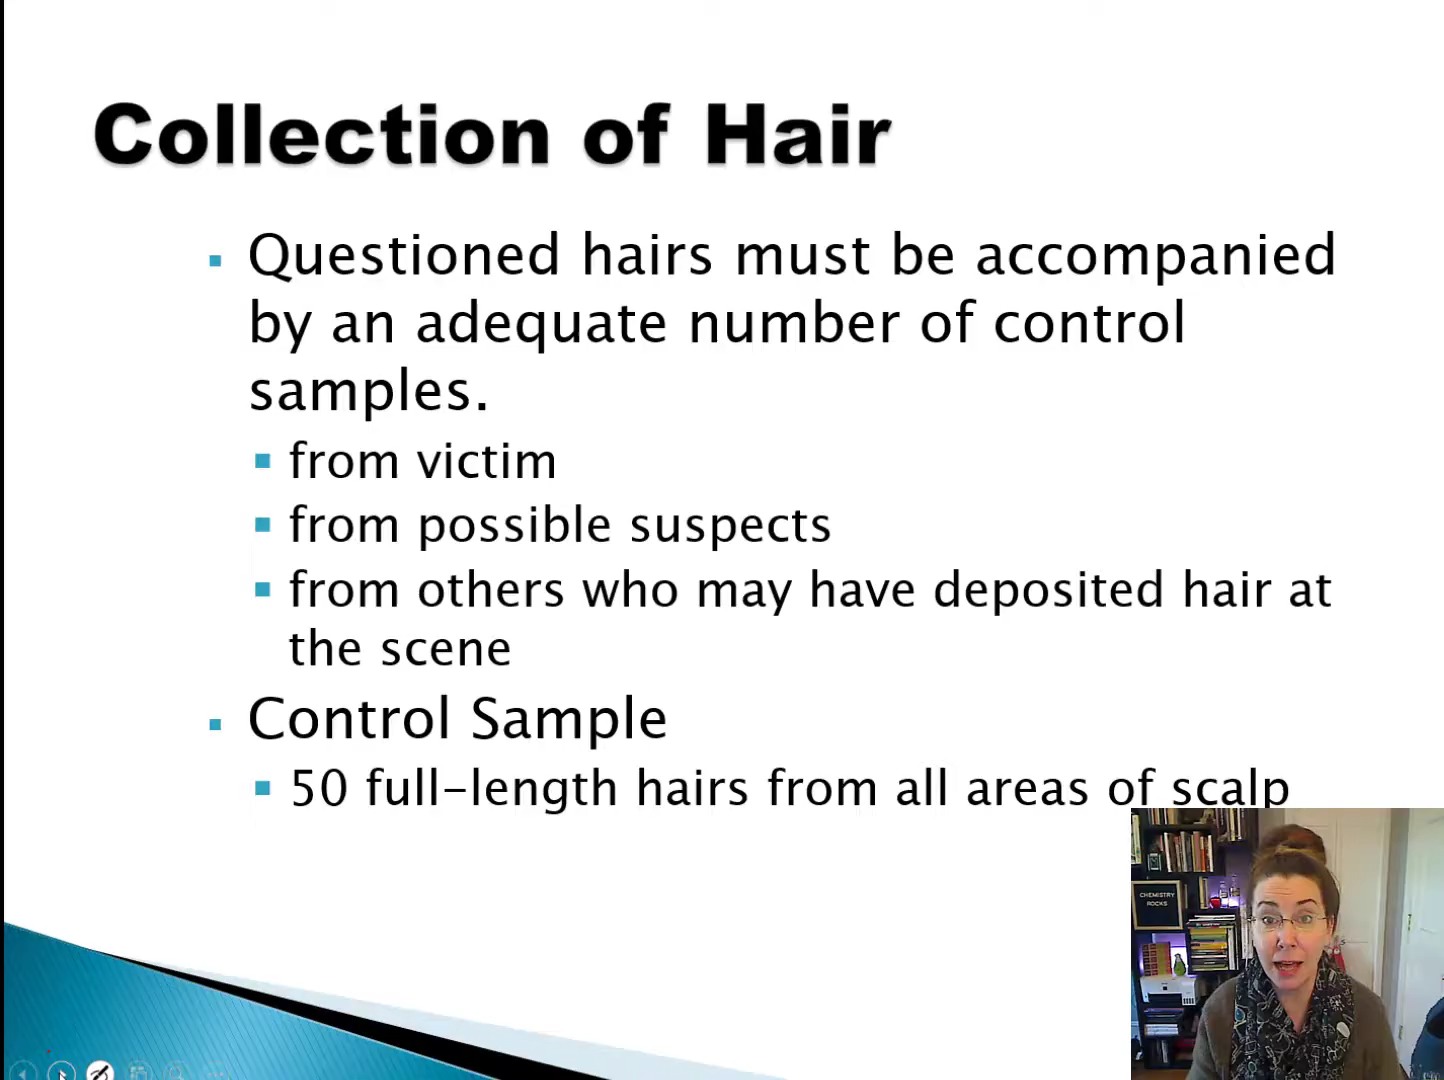 Collection of Hair
Questioned hairs must be accompanied
by an adequate number of control
samples.
from victim
from possible suspects
from others who may have deposited hair at
the scene
Control Sample
50 full-length hairs from all areas of scalp
CHEMISTRY
ROCKS